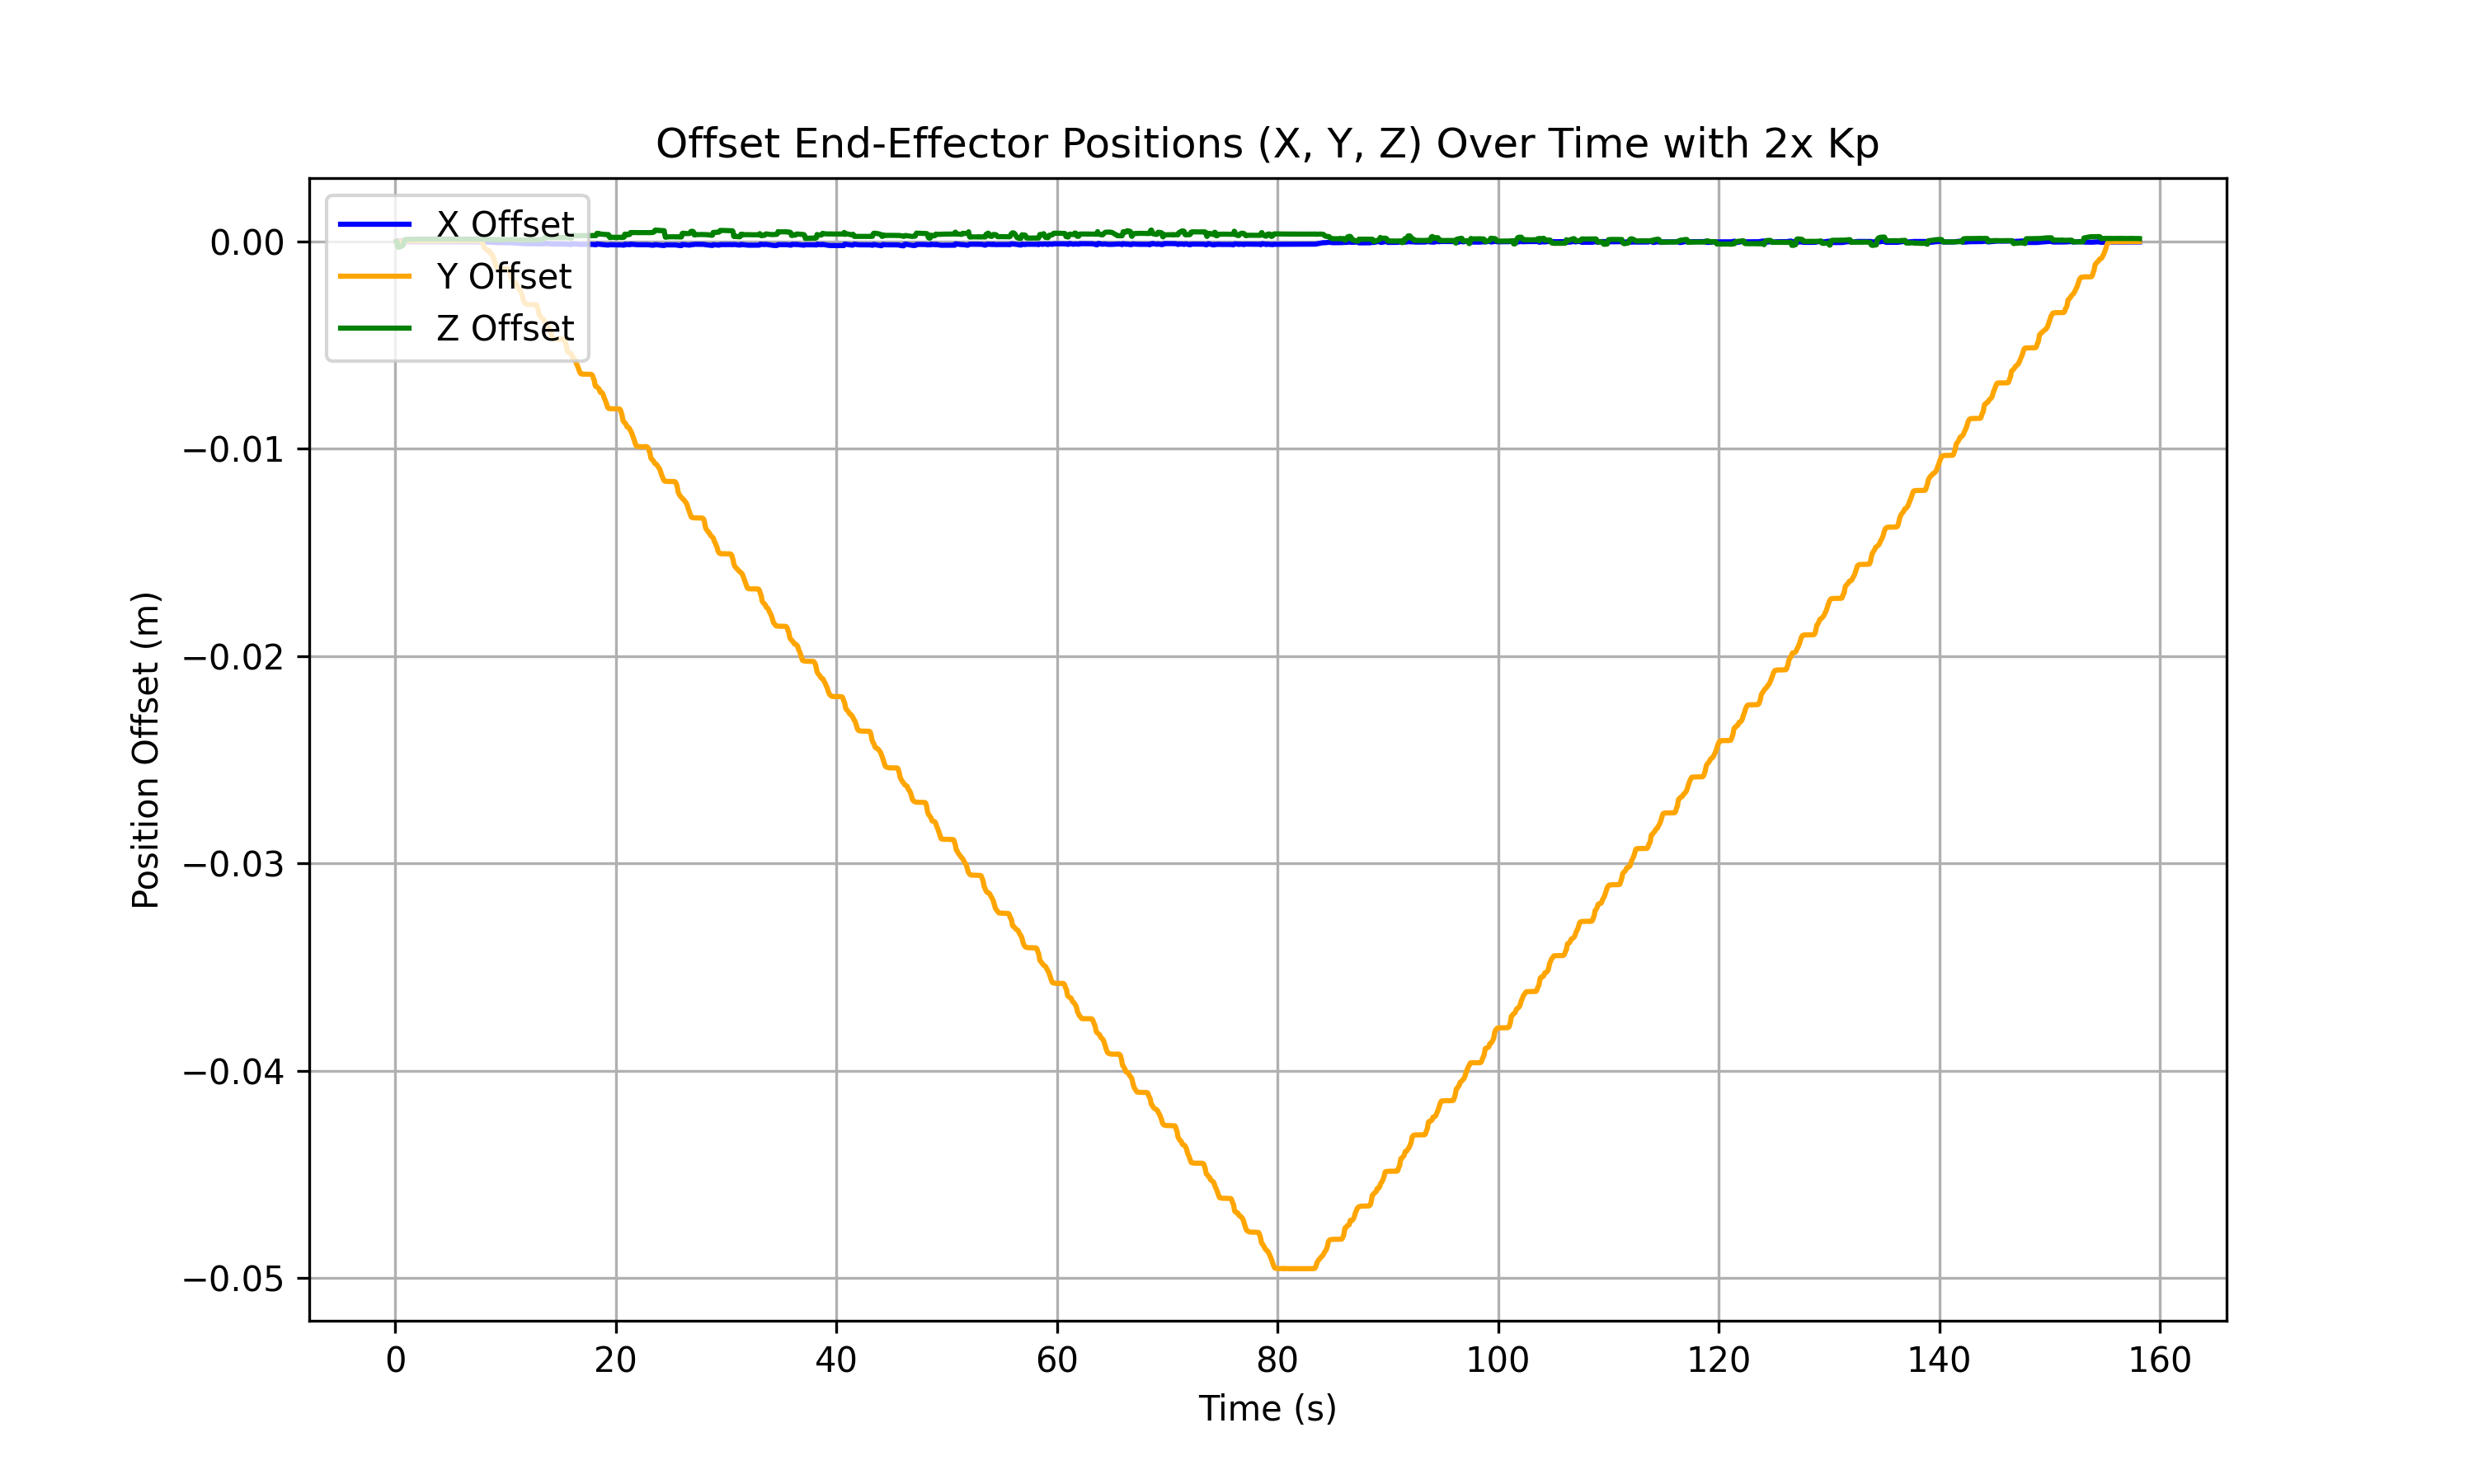 Offset End-Effector Positions (X, Y, Z) Over Time with 2x Kp
X Offset
Y Offset
Z Offset
0.00
−0.01
−0.02
−0.03
−0.04
−0.05
Position Offset (m)
0 20 40 60 80 100 120 140 160
Time (s)